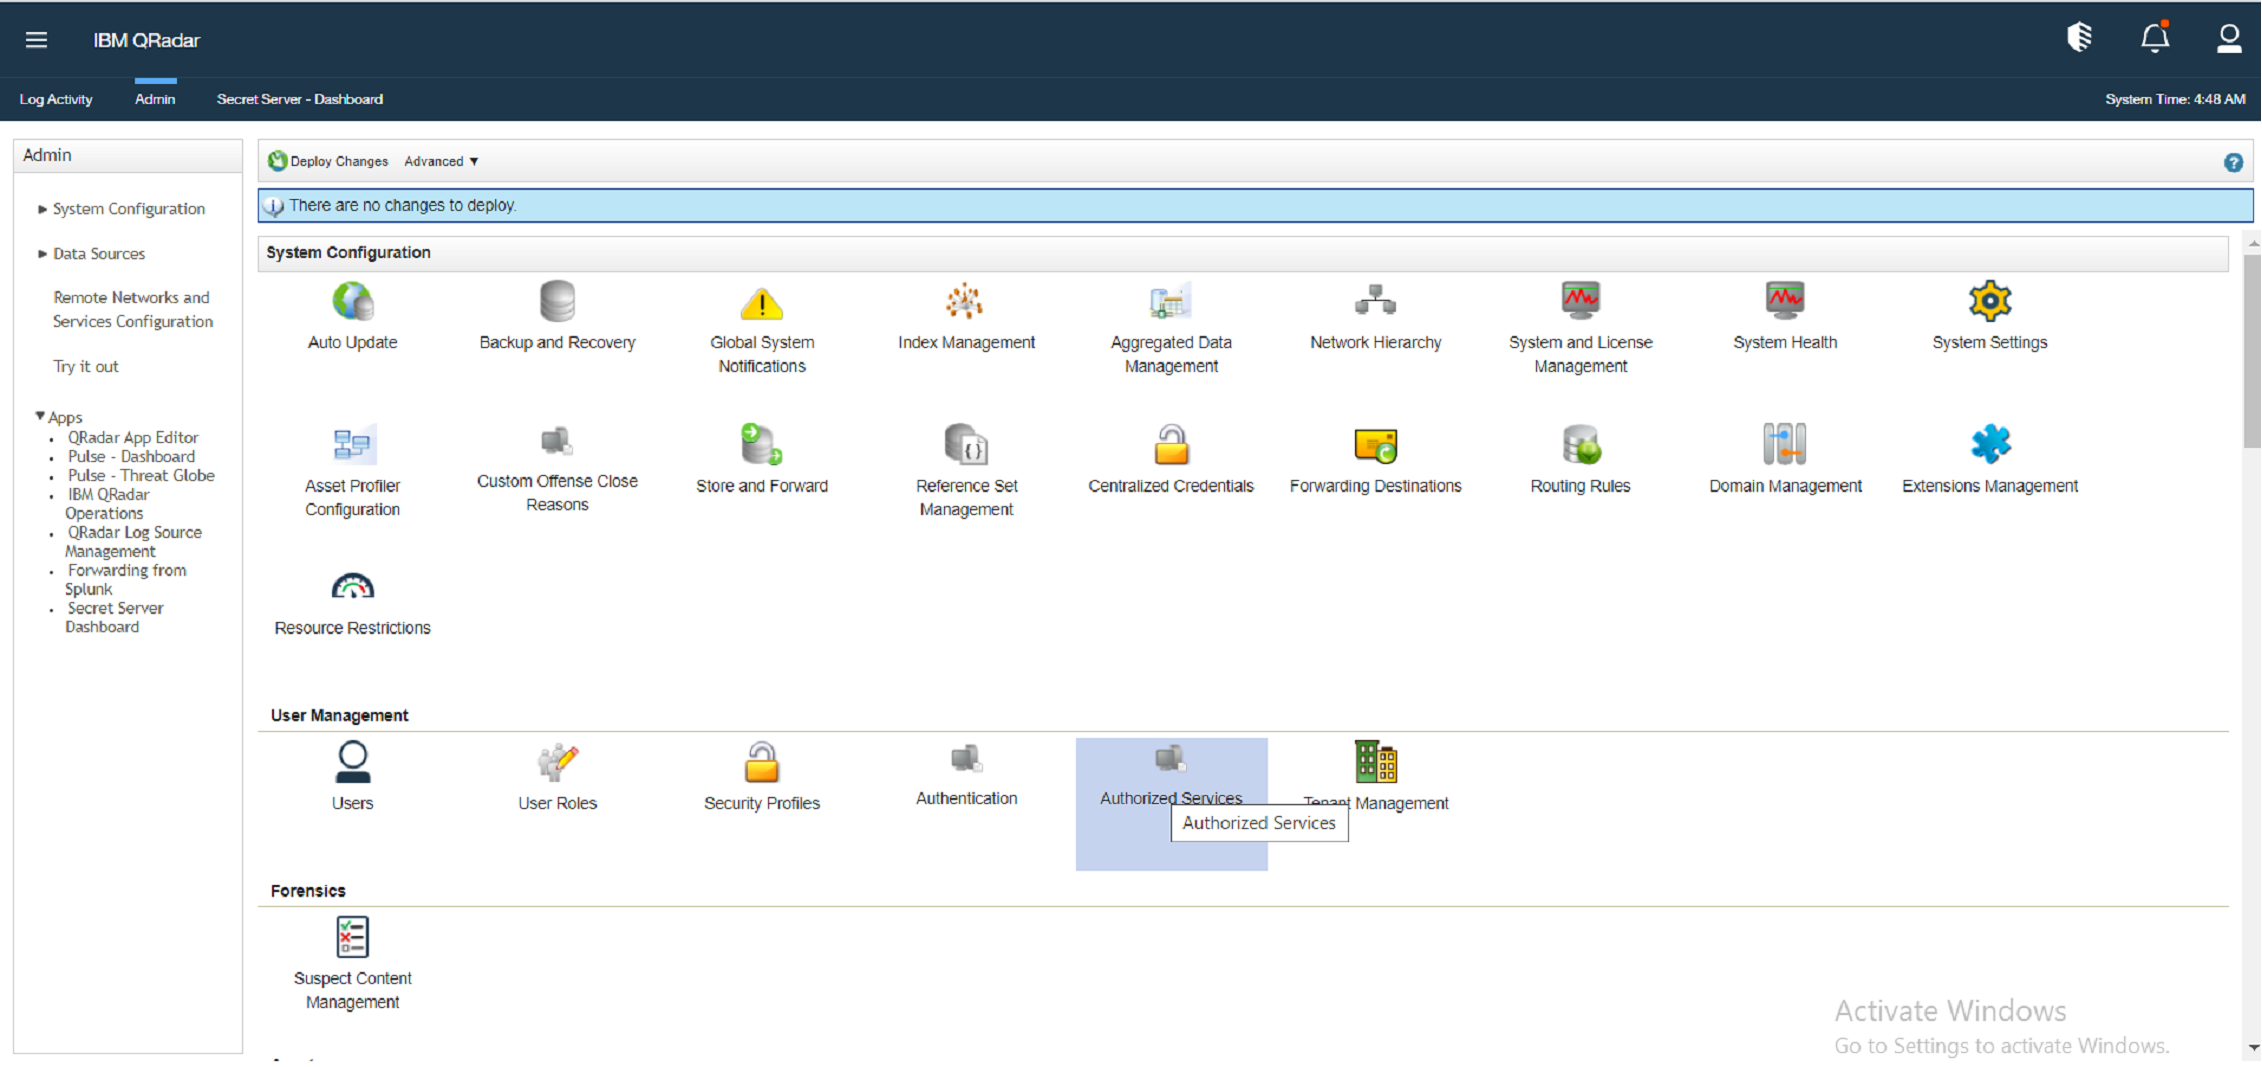 IBM QRadar
Log Activity
Admin
Secret Server - Dashboard
System Time: 4:48 AM
Admin
System Configuration
Data Sources
Remote Networks and
Services Configuration
Try it out
Apps
QRadar App Editor
Pulse - Dashboard
Pulse - Threat Globe
IBM QRadar
Operations
QRadar Log Source
Management
Forwarding from
Splunk
Secret Server
Dashboard
Deploy Changes
Advanced ▼
There are no changes to deploy.
System Configuration
Auto Update
Backup and Recovery
Global System
Notifications
Index Management
Aggregated Data
Management
Network Hierarchy
System and License
Management
System Health
System Settings
Asset Profiler
Configuration
Custom Offense Close
Reasons
Store and Forward
Reference Set
Management
Centralized Credentials
Forwarding Destinations
Routing Rules
Domain Management
Extensions Management
Resource Restrictions
User Management
Users
User Roles
Security Profiles
Authentication
Authorized Services
Authorized Services
Tenant Management
Forensics
Suspect Content
Management
Activate Windows
Go to Settings to activate Windows.